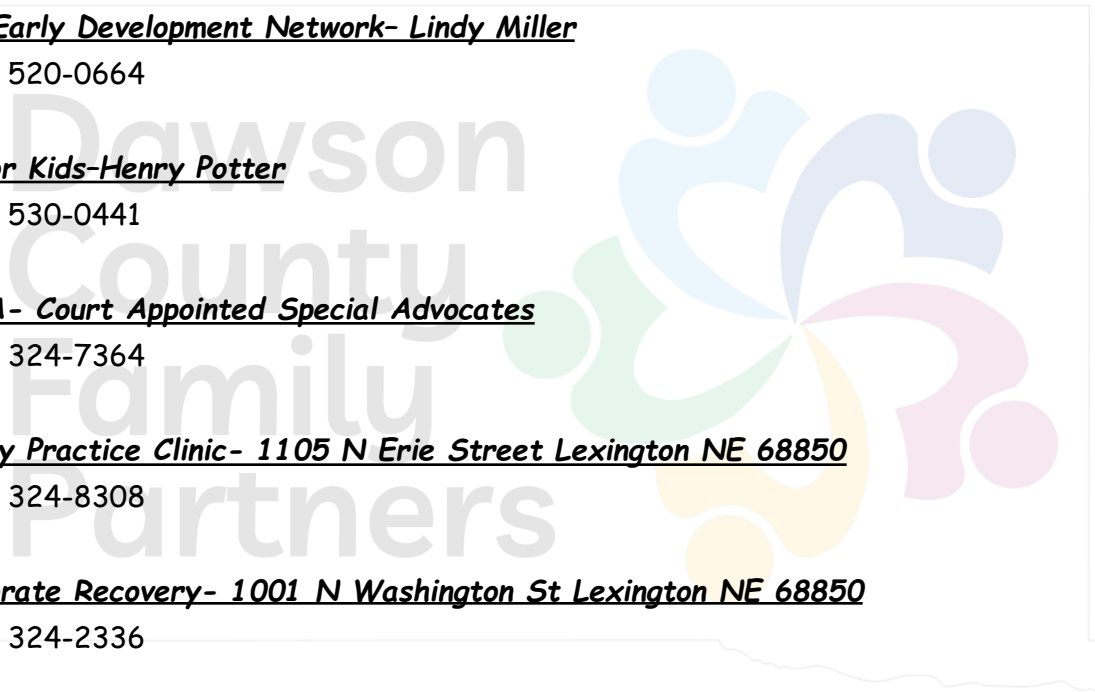 Early Development Network– Lindy Miller
520-0664
or Kids–Henry Potter
530-0441
A- Court Appointed Special Advocates
324-7364
y Practice Clinic- 1105 N Erie Street Lexington NE 68850
324-8308
rate Recovery- 1001 N Washington St Lexington NE 68850
324-2336
Dawson
County
Family
Partners